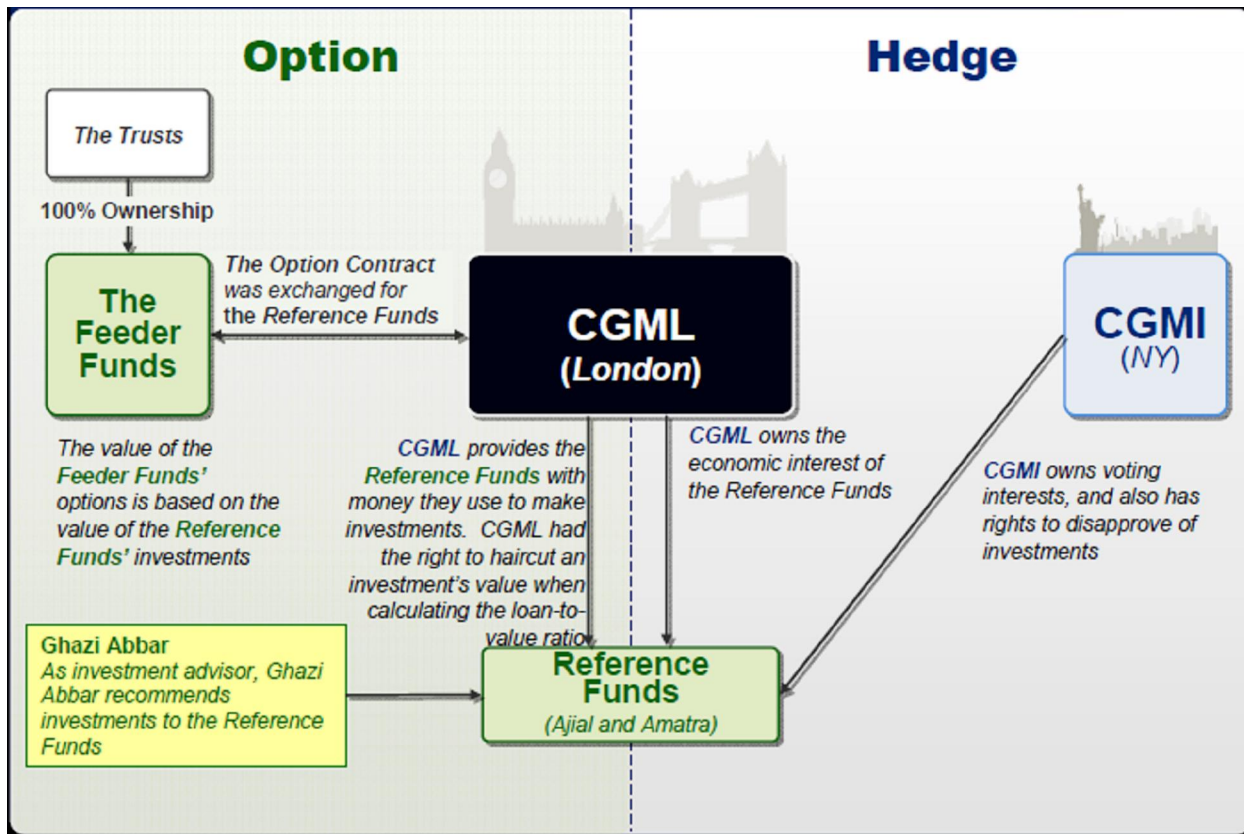 Option
Hedge
The Trusts
100% Ownership
The
Feeder
Funds
The Option Contract
was exchanged for
the Reference Funds
CGML
(London)
CGMI
(NY)
The value of the
Feeder Funds'
options is based on the
value of the Reference
Funds' investments
CGML provides the
Reference Funds with
money they use to make
investments. CGML had
the right to haircut an
investment's value when
calculating the loan-to-
value ratio
CGML owns the
economic interest of
the Reference Funds
CGMI owns voting
interests, and also has
rights to disapprove of
investments
Ghazi Abbar
As investment advisor, Ghazi
Abbar recommends
investments to the Reference
Funds
Reference
Funds
(Ajial and Amatra)